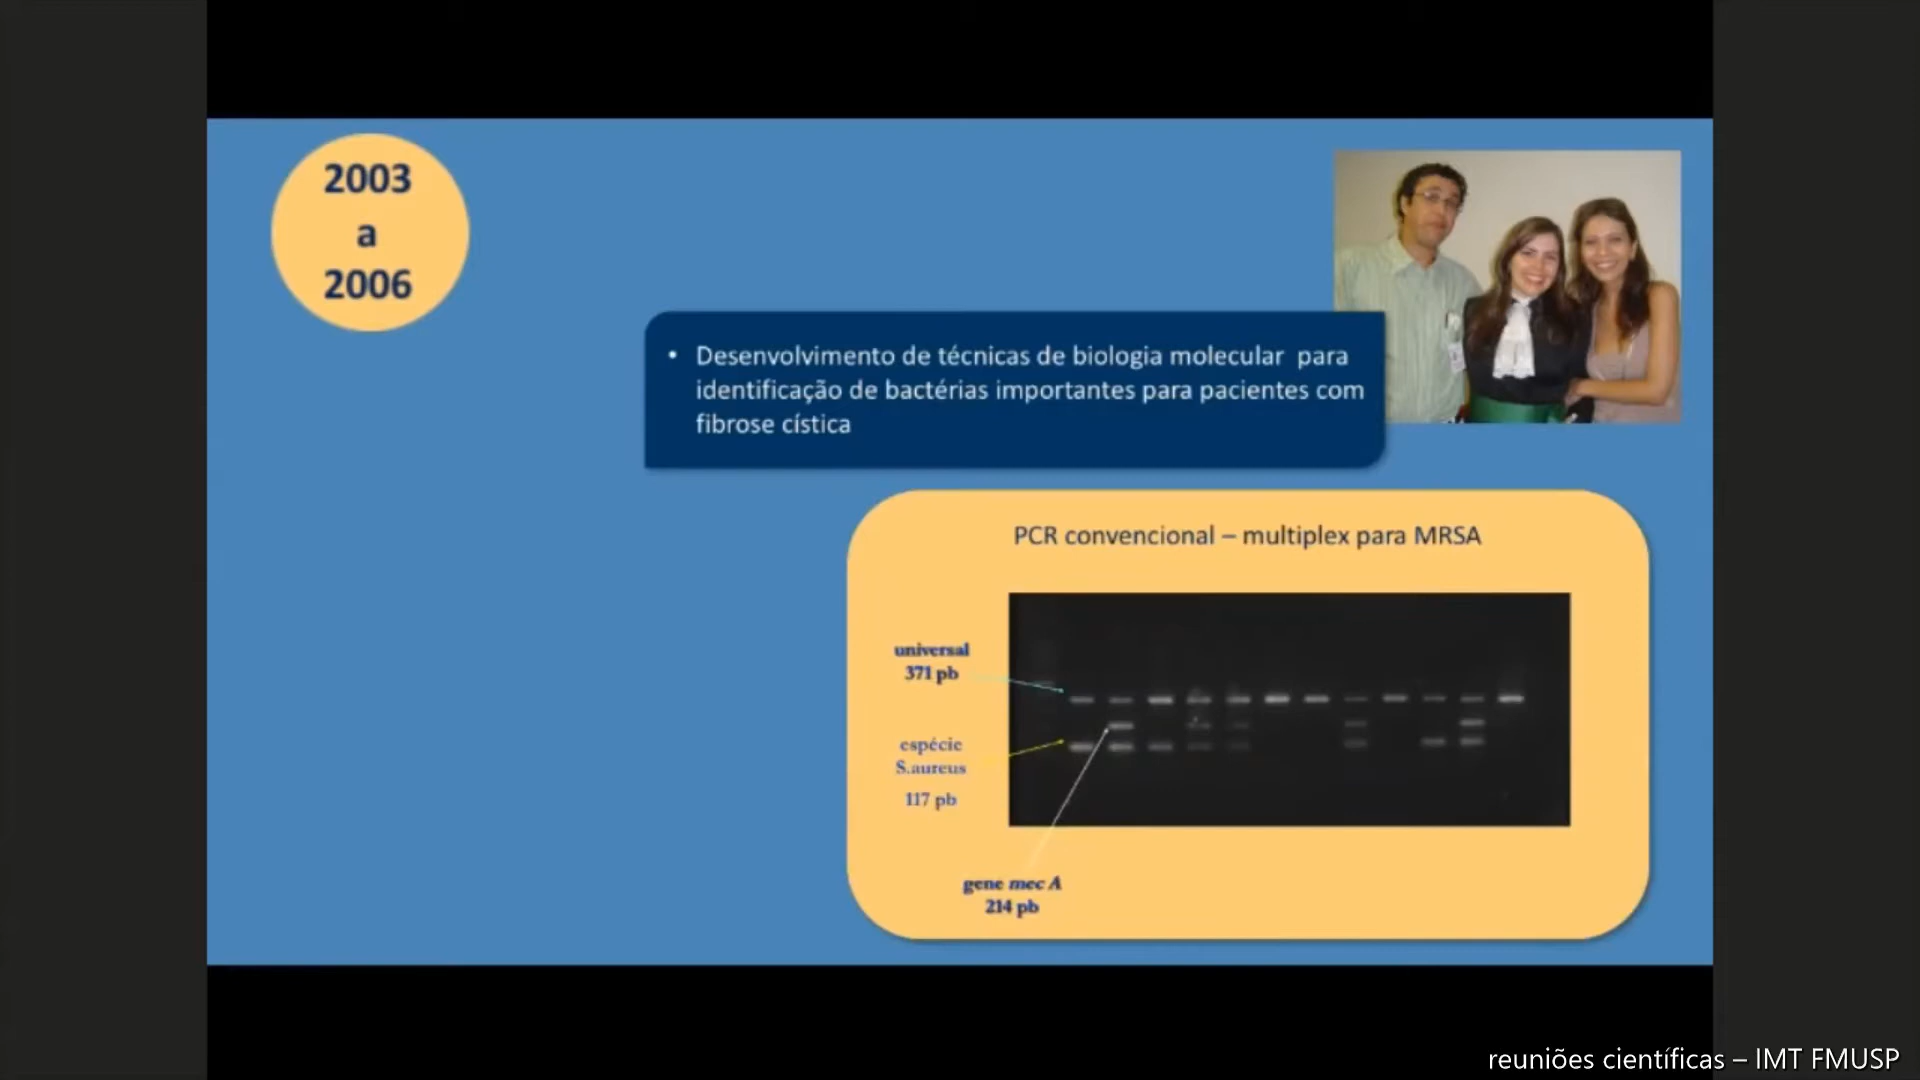 2003
a
2006
• Desenvolvimento de técnicas de biologia molecular para
identificação de bactérias importantes para pacientes com
fibrose cística
PCR convencional – multiplex para MRSA
universal
371 pb
espécie
S.aureus
117 pb
gene mec A
214 pb
reuniões científicas – IMT FMUSP